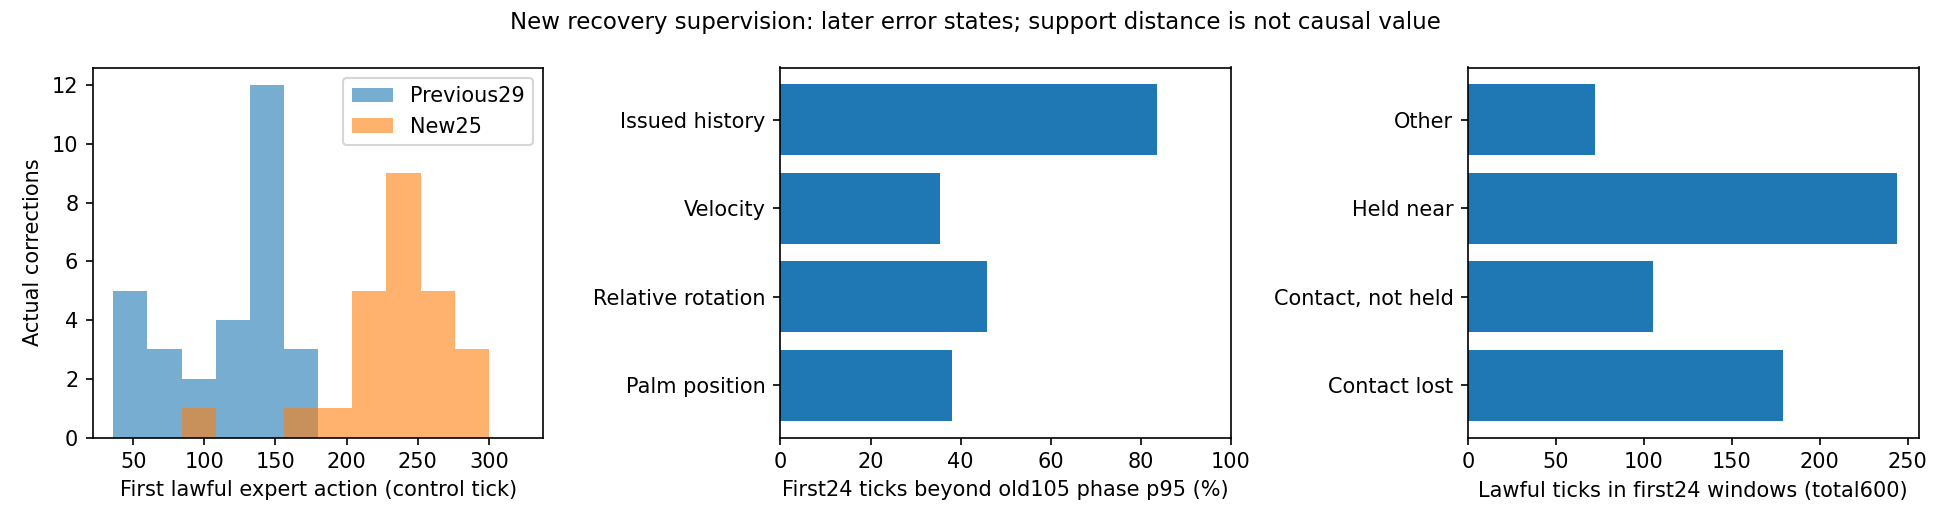 New recovery supervision: later error states; support distance is not causal value
12
10
8
6
4
2
0
Actual corrections
Previous29
New25
50 100 150 200 250 300
First lawful expert action (control tick)
Issued history
Velocity
Relative rotation
Palm position
0 20 40 60 80 100
First24 ticks beyond old105 phase p95 (%)
Other
Held near
Contact, not held
Contact lost
0 50 100 150 200 250
Lawful ticks in first24 windows (total600)